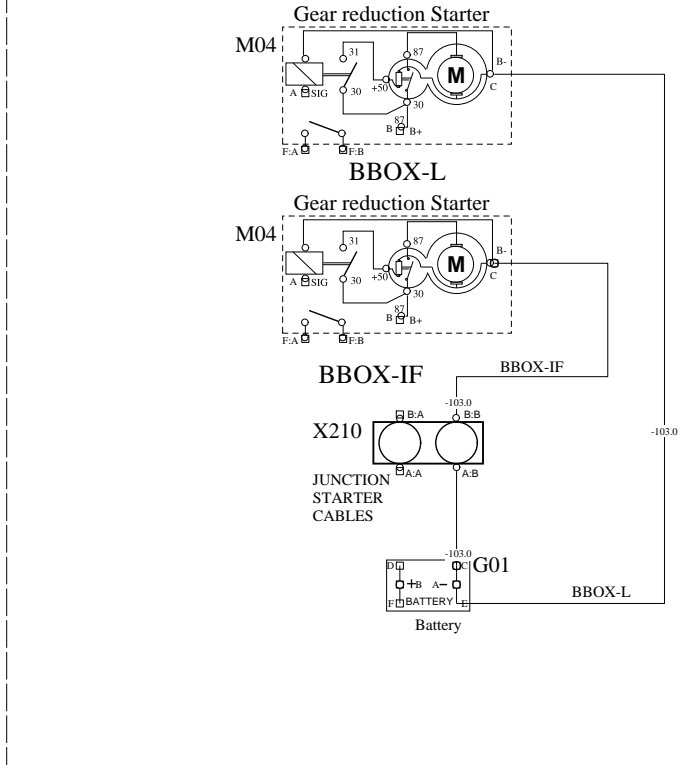 Gear reduction Starter
M04
31
87
B-
M
A
SIG
30
+50
C
30
87
B
B+
F:A
F:B
BBOX-L
Gear reduction Starter
M04
31
87
B-
M
A
SIG
30
+50
C
30
87
B
B+
F:A
F:B
BBOX-IF
BBOX-IF
-103.0
-103.0
B:A
B:B
X210
A:A
A:B
JUNCTION
STARTER
CABLES
-103.0
D
C
G01
+B
A-
BBOX-L
F
BATTERY
E
Battery